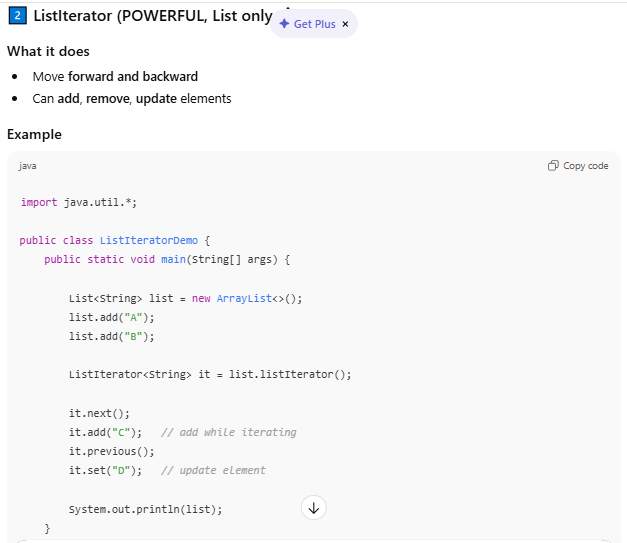 2 ListIterator (POWERFUL, List only
Get Plus ×
What it does
• Move forward and backward
• Can add, remove, update elements
Example
java
Copy code
import java.util.*;
public class ListIteratorDemo {
    public static void main(String[] args) {
        List<String> list = new ArrayList<>();
        list.add("A");
        list.add("B");
        ListIterator<String> it = list.listIterator();
        it.next();
        it.add("C");   // add while iterating
        it.previous();
        it.set("D");   // update element
        System.out.println(list);
    }